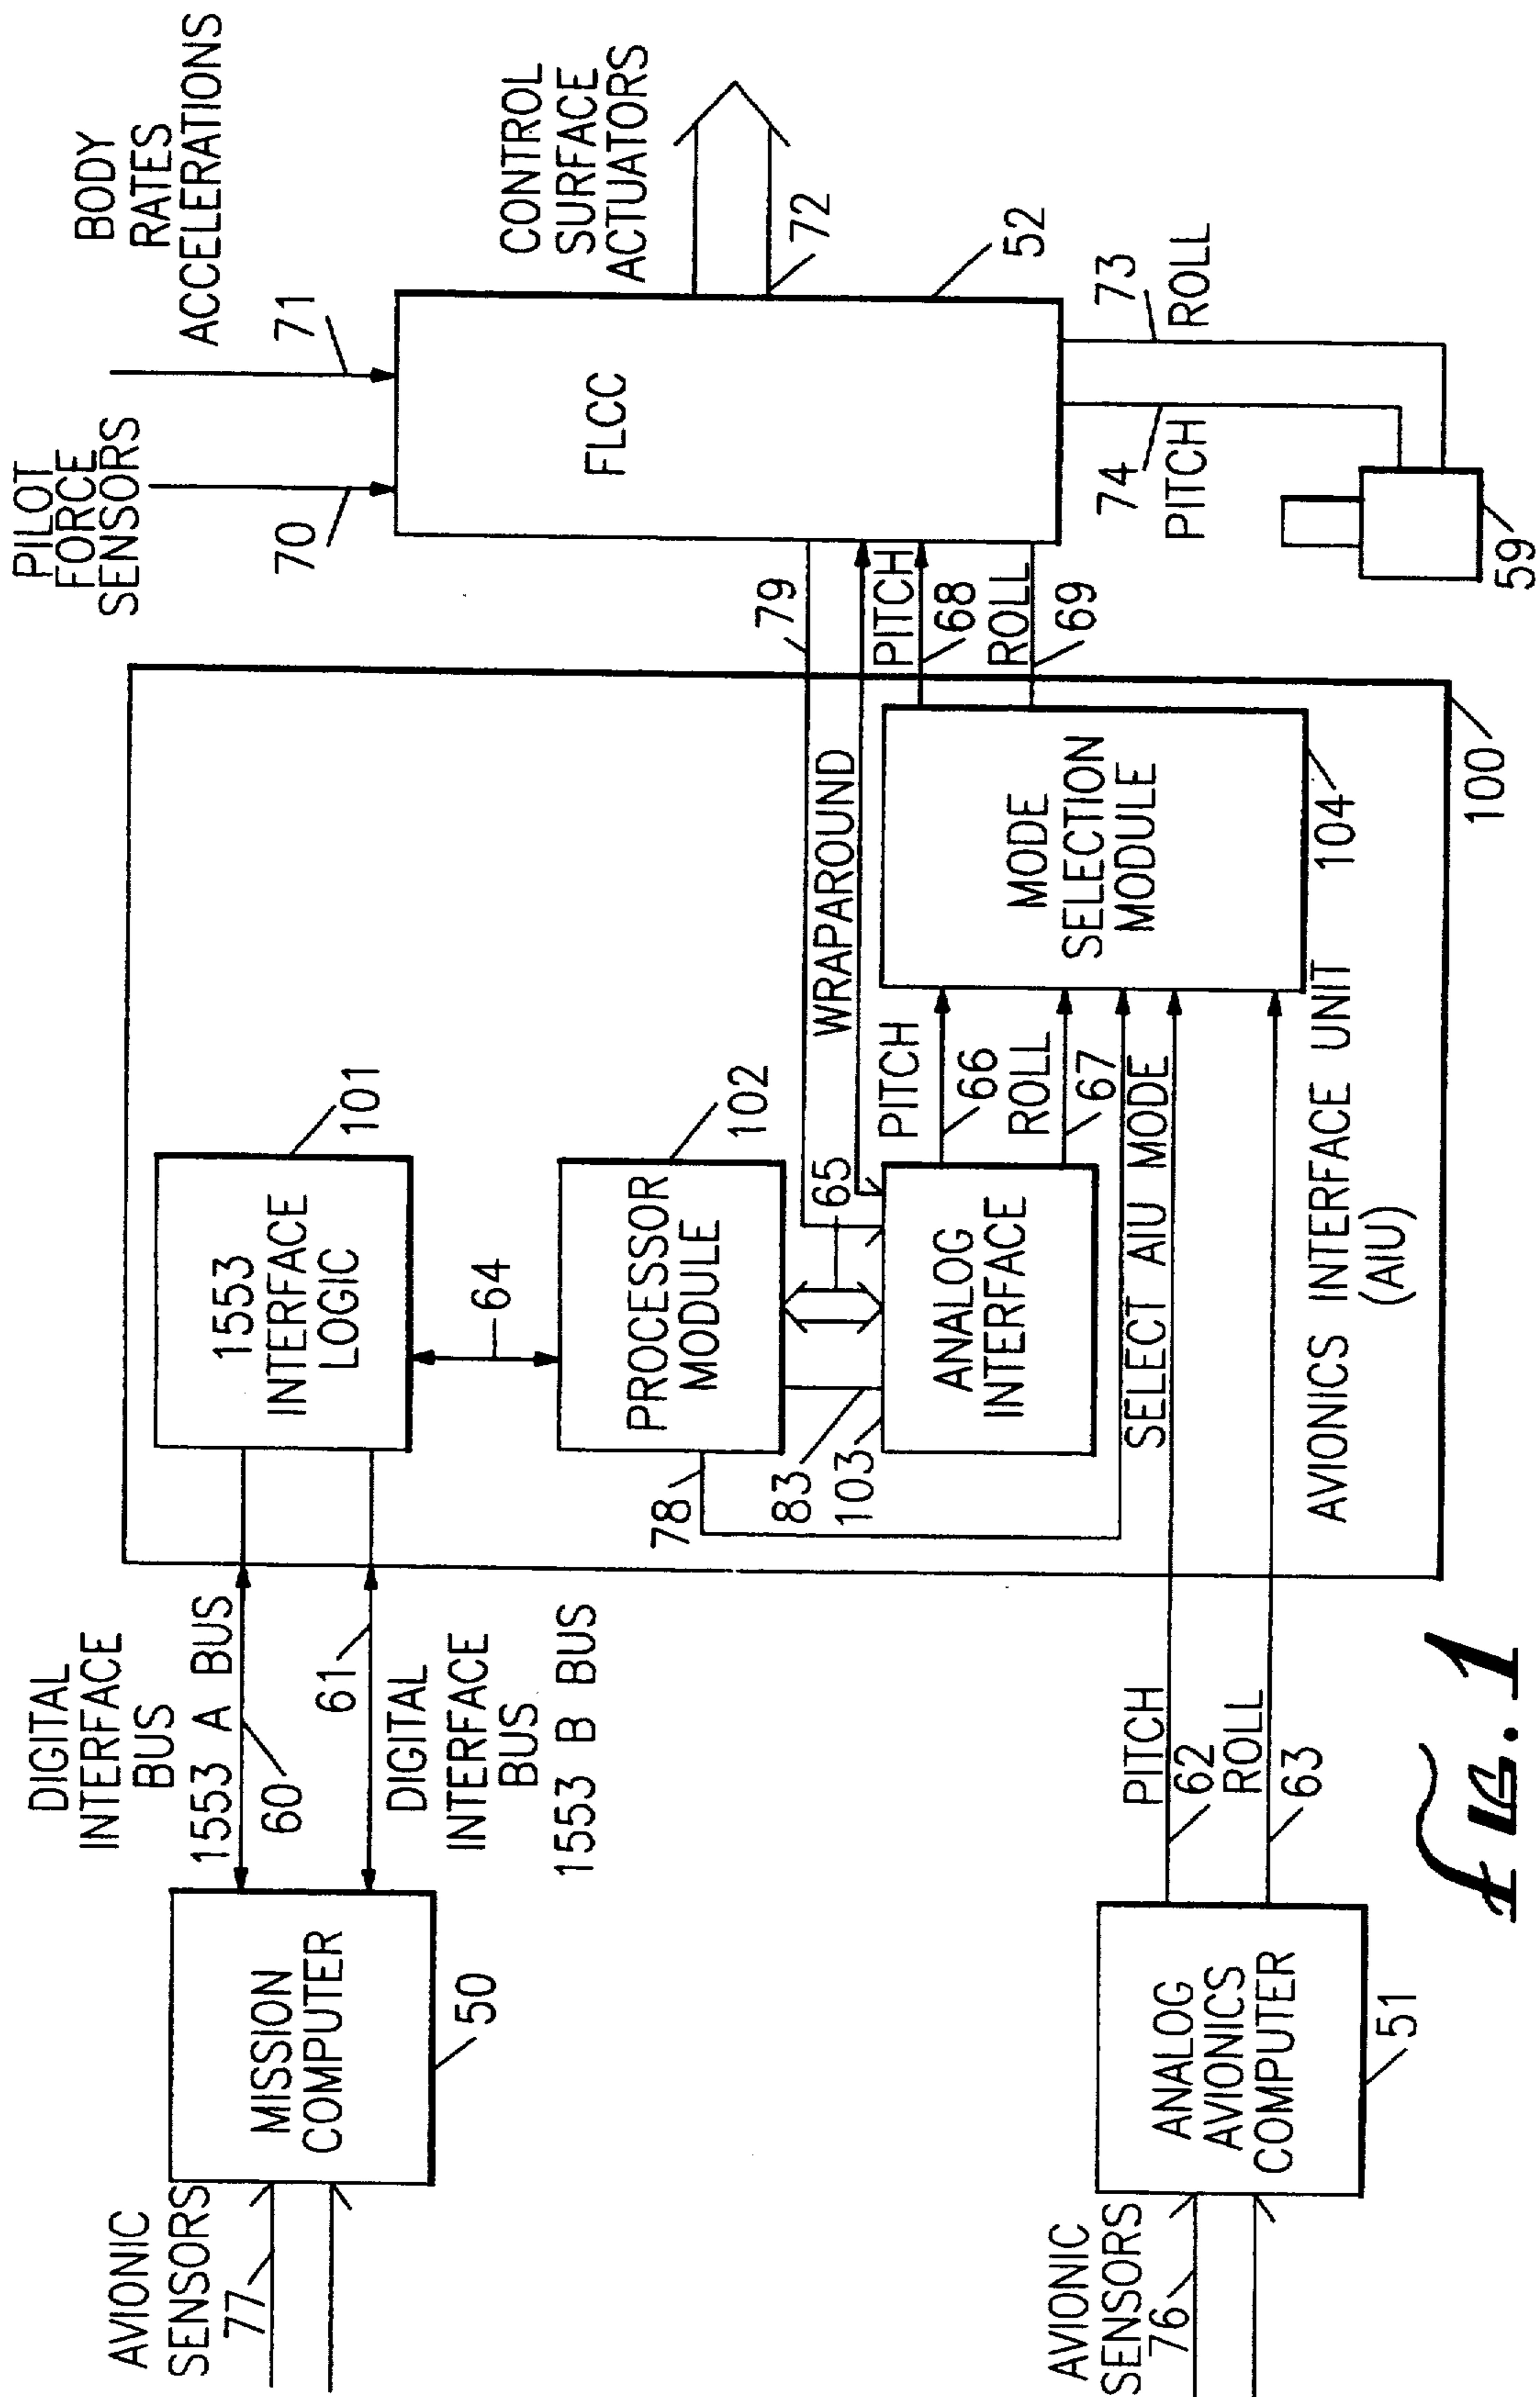 AVIONIC
SENSORS
77
MISSION
COMPUTER
50
DIGITAL
INTERFACE
BUS
1553 A BUS
60
61
DIGITAL
INTERFACE
BUS
1553 B BUS
1553
INTERFACE
LOGIC
101
64
PROCESSOR
MODULE
102
78
83
65
103
ANALOG
INTERFACE
WRAPAROUND
79
PITCH
66
ROLL
67
SELECT AIU MODE
MODE
SELECTION
MODULE
104
AVIONICS INTERFACE UNIT
(AIU)
100
PITCH
68
ROLL
69
PILOT
FORCE
SENSORS
70
BODY
RATES
ACCELERATIONS
71
FLCC
52
CONTROL
SURFACE
ACTUATORS
72
74
PITCH
73
ROLL
59
AVIONIC
SENSORS
76
ANALOG
AVIONICS
COMPUTER
51
PITCH
62
ROLL
63
FIG. 1